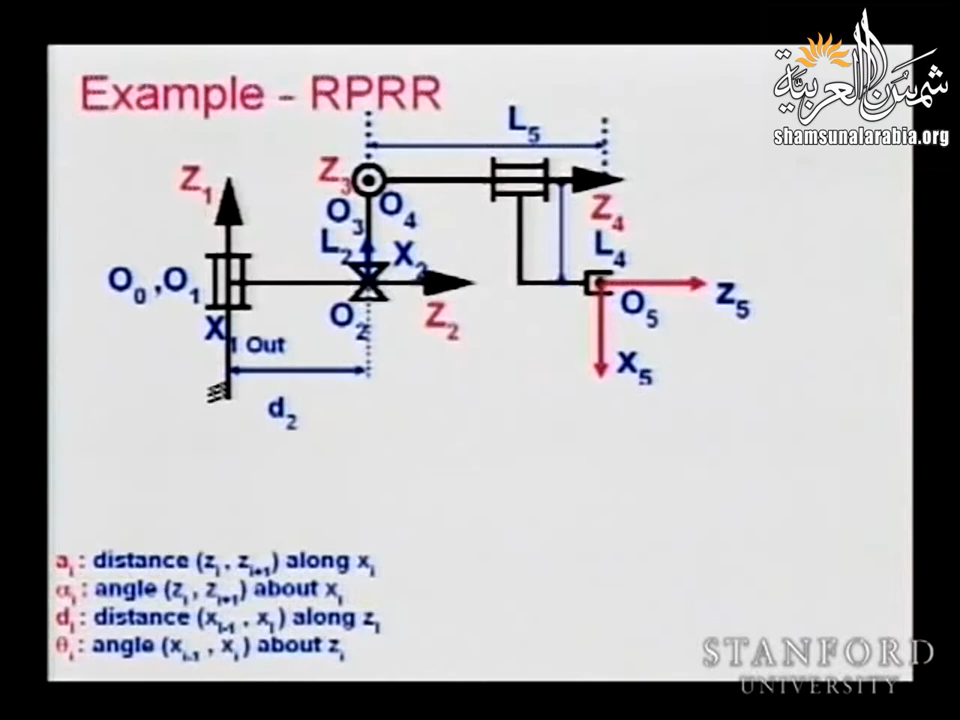 شمس العربية
shamsunalarabia.org
Example - RPRR
L5
Z1
Z3
O3 O4
Z4
L2
X2
L4
O0 ,O1
Z5
O2
Z2
O5
X1 Out
X5
d2
ai : distance (zi , zi+1) along xi
αi : angle (zi , zi+1) about xi
di : distance (xi-1 , xi) along zi
θi : angle (xi-1 , xi) about zi
STANFORD
UNIVERSITY